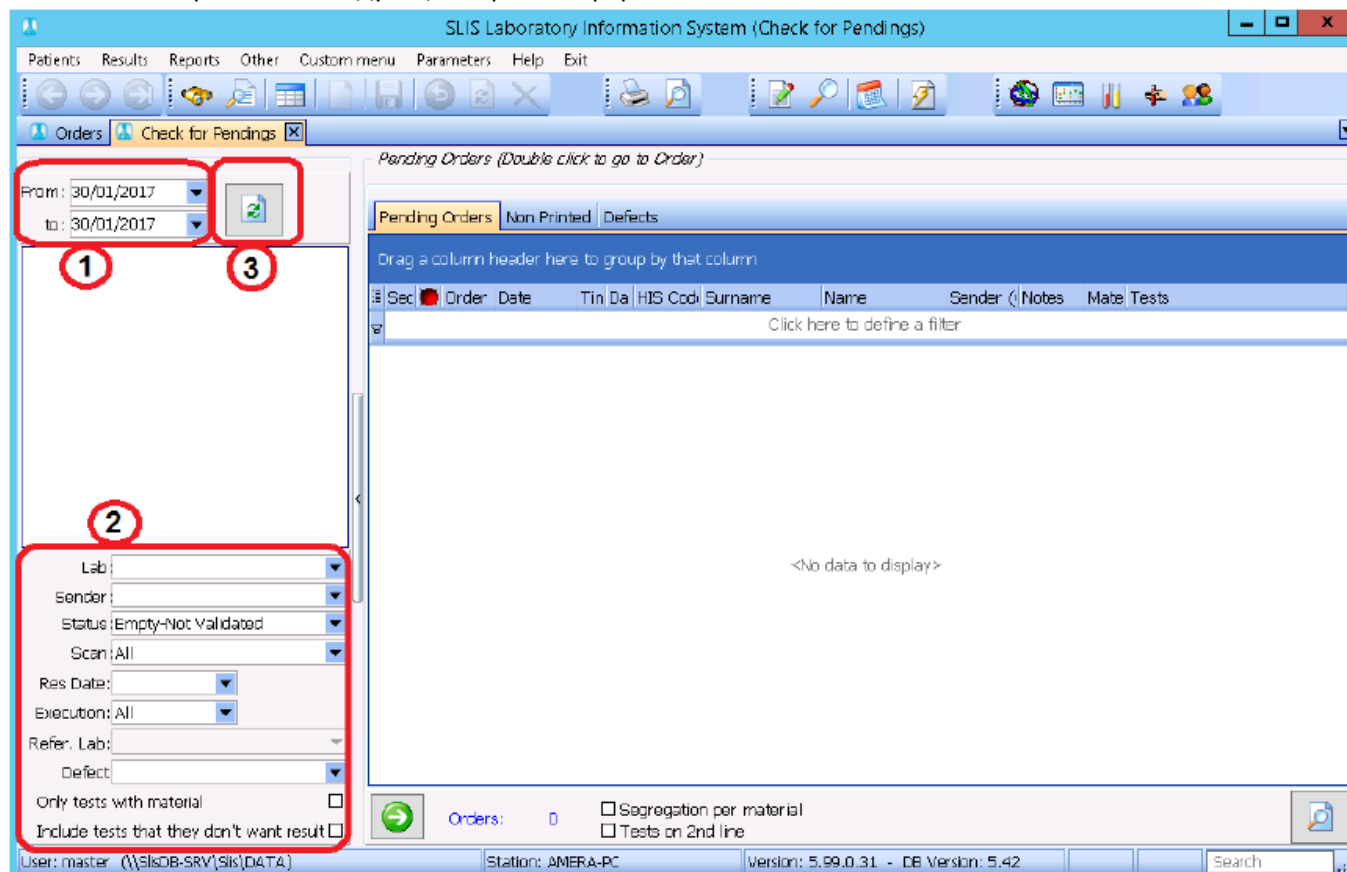 SLIS Laboratory Information System (Check for Pendings)
Patients Results Reports Other Custom menu Parameters Help Exit
Orders Check for Pendings
Pending Orders (Double click to go to Order)
From: 30/01/2017
to: 30/01/2017
1
3
Pending Orders Non Printed Defects
Drag a column header here to group by that column
Sec Order Date Tin Da HIS Codi Surname Name Sender ( Notes Mate Tests
Click here to define a filter
2
<No data to display>
Lab:
Sender:
Status: Empty-Not Validated
Scan: All
Res Date:
Execution: All
Refer. Lab:
Defect
Only tests with material
Include tests that they don't want result
Orders: 0
Segregation per material
Tests on 2nd line
User: master (\\SlisDB-SRV\Slis\DATA) Station: AMERA-PC Version: 5.99.0.31 - DB Version: 5.42 Search